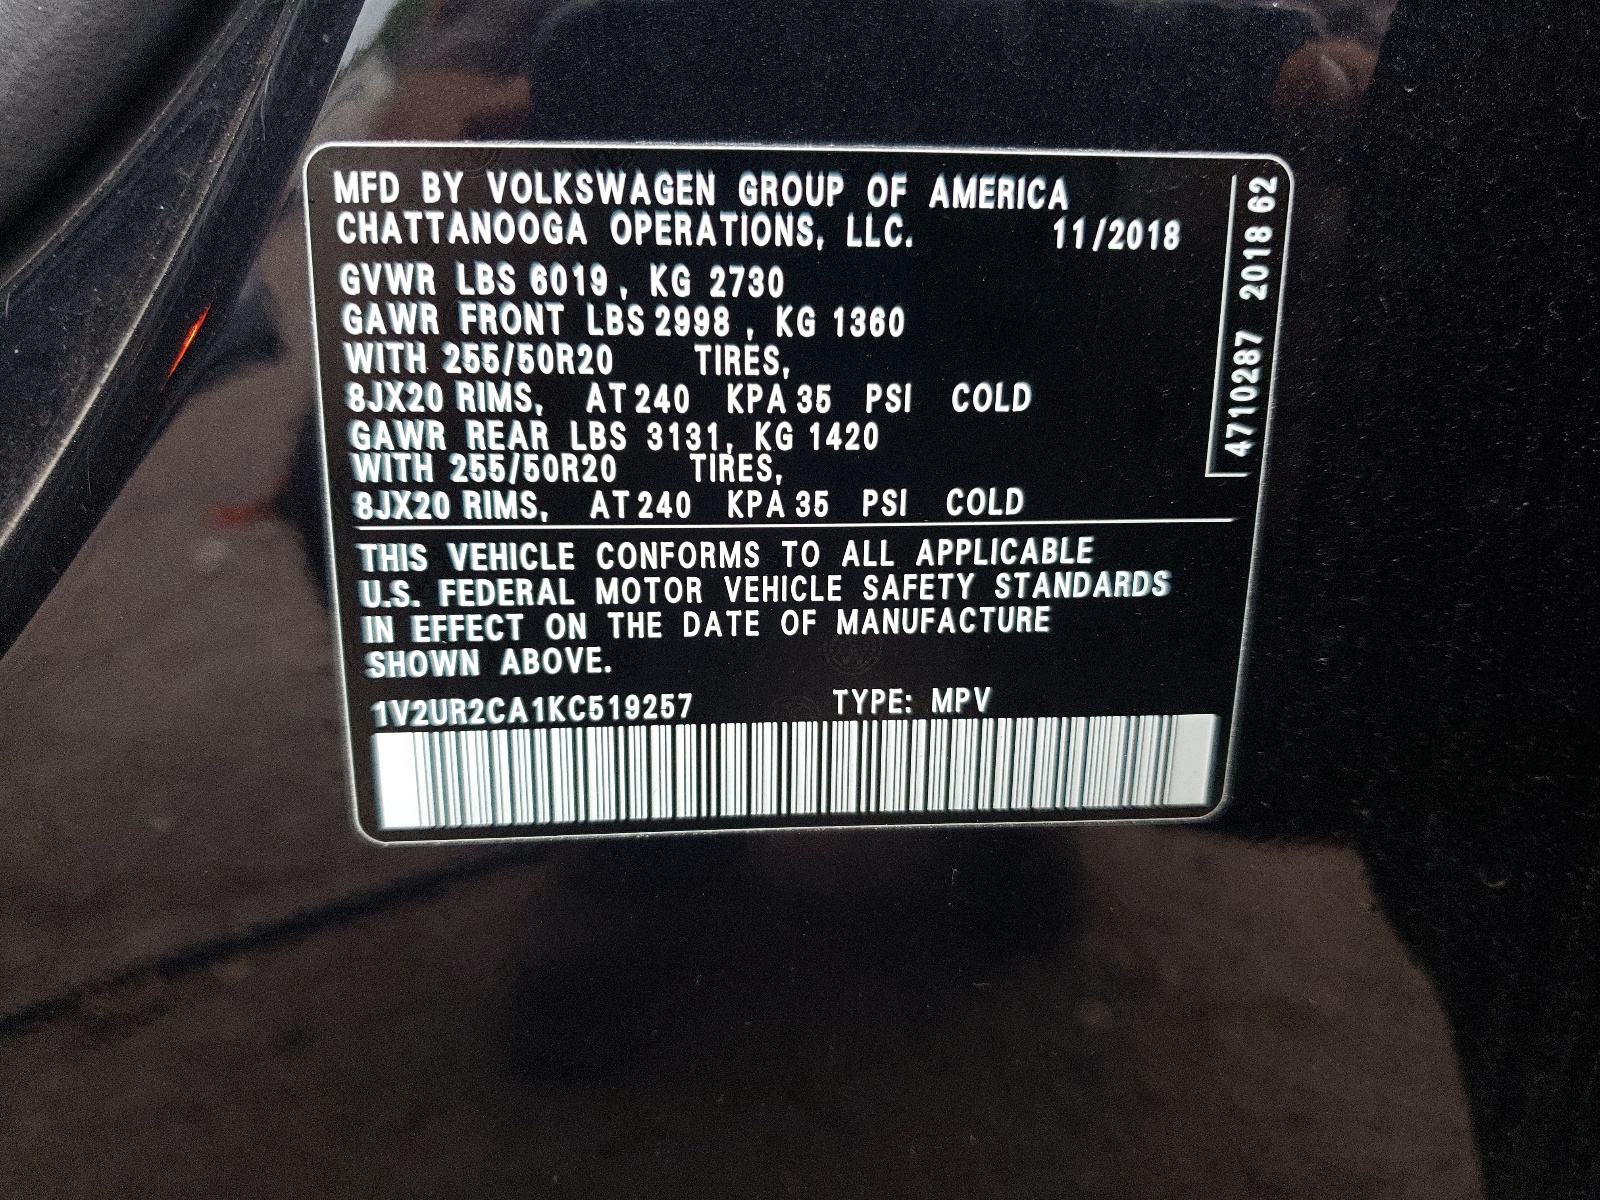 MFD BY VOLKSWAGEN GROUP OF AMERICA
CHATTANOOGA OPERATIONS, LLC. 11/2018
GVWR LBS 6019, KG 2730
GAWR FRONT LBS 2998, KG 1360
WITH 255/50R20 TIRES,
8JX20 RIMS, AT 240 KPA 35 PSI COLD
GAWR REAR LBS 3131, KG 1420
WITH 255/50R20 TIRES,
8JX20 RIMS, AT 240 KPA 35 PSI COLD
THIS VEHICLE CONFORMS TO ALL APPLICABLE
U.S. FEDERAL MOTOR VEHICLE SAFETY STANDARDS
IN EFFECT ON THE DATE OF MANUFACTURE
SHOWN ABOVE.
1V2UR2CA1KC519257 TYPE: MPV
4710287 2018 62